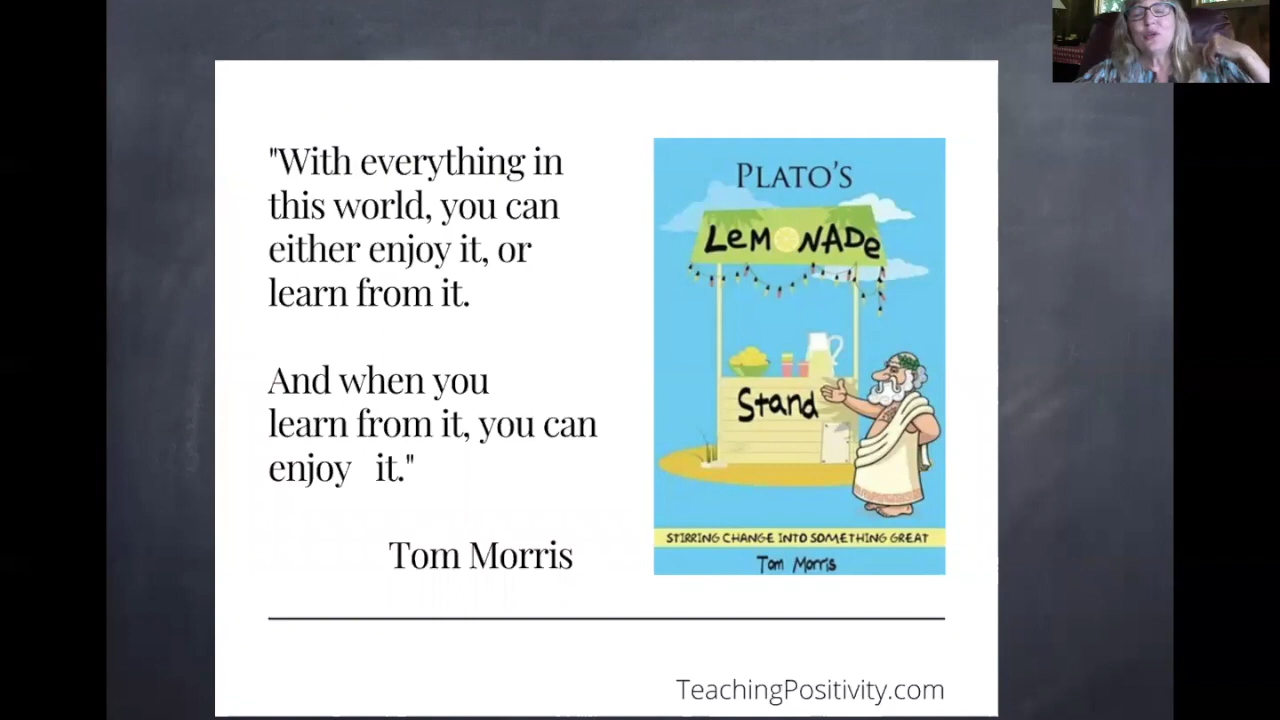 "With everything in
this world, you can
either enjoy it, or
learn from it.
And when you
learn from it, you can
enjoy it."
Tom Morris
PLATO'S
LeMONADe
Stand
STIRRING CHANGE INTO SOMETHING GREAT
Tom Morris
TeachingPositivity.com